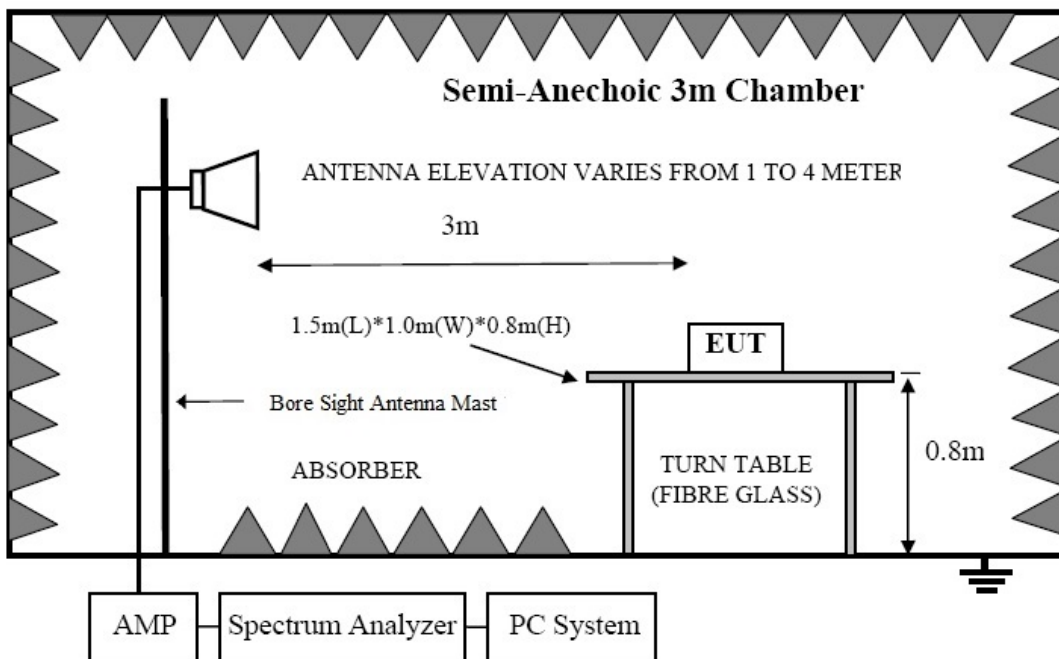 Semi-Anechoic 3m Chamber
ANTENNA ELEVATION VARIES FROM 1 TO 4 METER
3m
1.5m(L)*1.0m(W)*0.8m(H)
EUT
Bore Sight Antenna Mast
0.8m
ABSORBER
TURN TABLE
(FIBRE GLASS)
AMP
Spectrum Analyzer
PC System